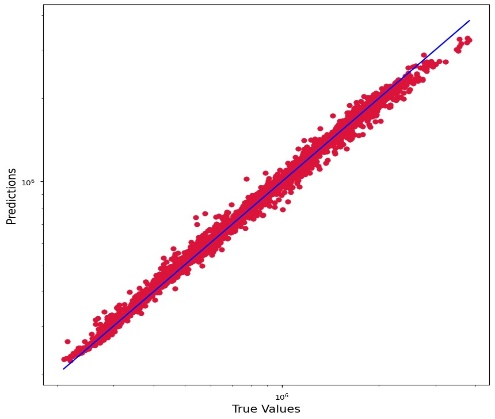 Predictions
10⁶
10⁶
True Values